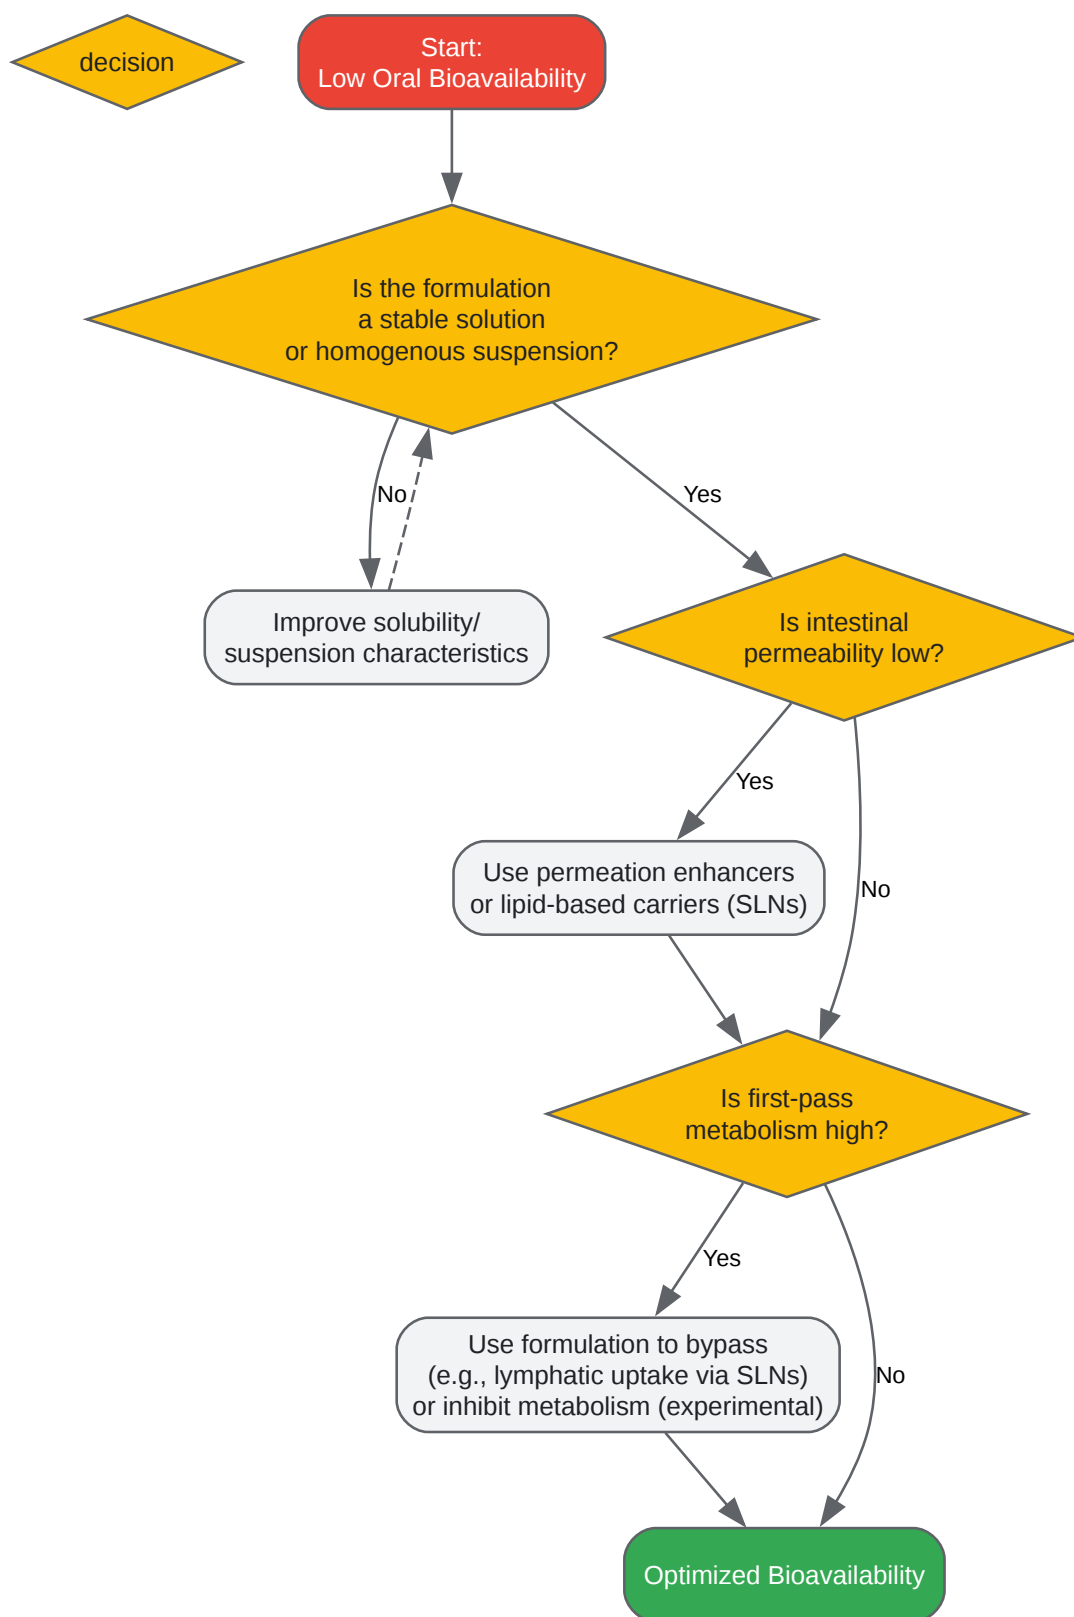 decision
Start:
Low Oral Bioavailability
Is the formulation
a stable solution
or homogenous suspension?
No
Yes
Improve solubility/
suspension characteristics
Is intestinal
permeability low?
Yes
No
Use permeation enhancers
or lipid-based carriers (SLNs)
Is first-pass
metabolism high?
Yes
No
Use formulation to bypass
(e.g., lymphatic uptake via SLNs)
or inhibit metabolism (experimental)
Optimized Bioavailability